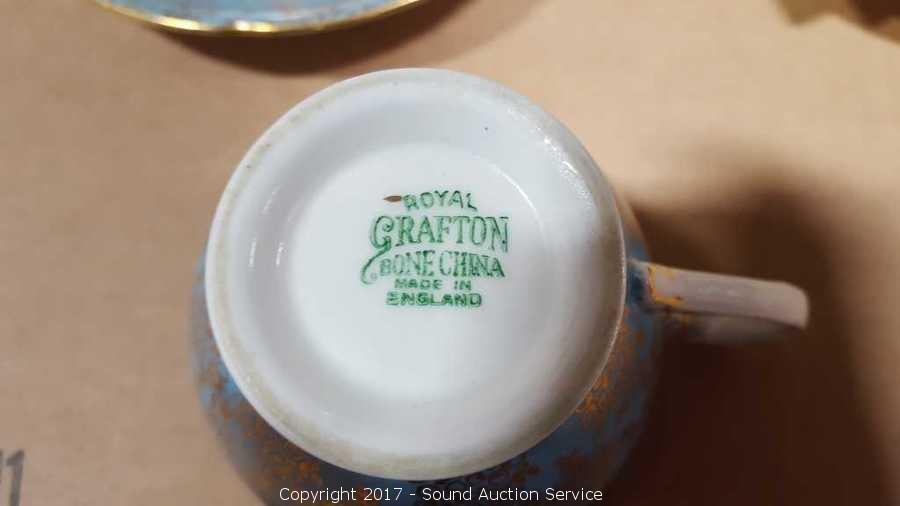 ROYAL
GRAFTON
BONE CHINA
MADE IN
ENGLAND
Copyright 2017 - Sound Auction Service